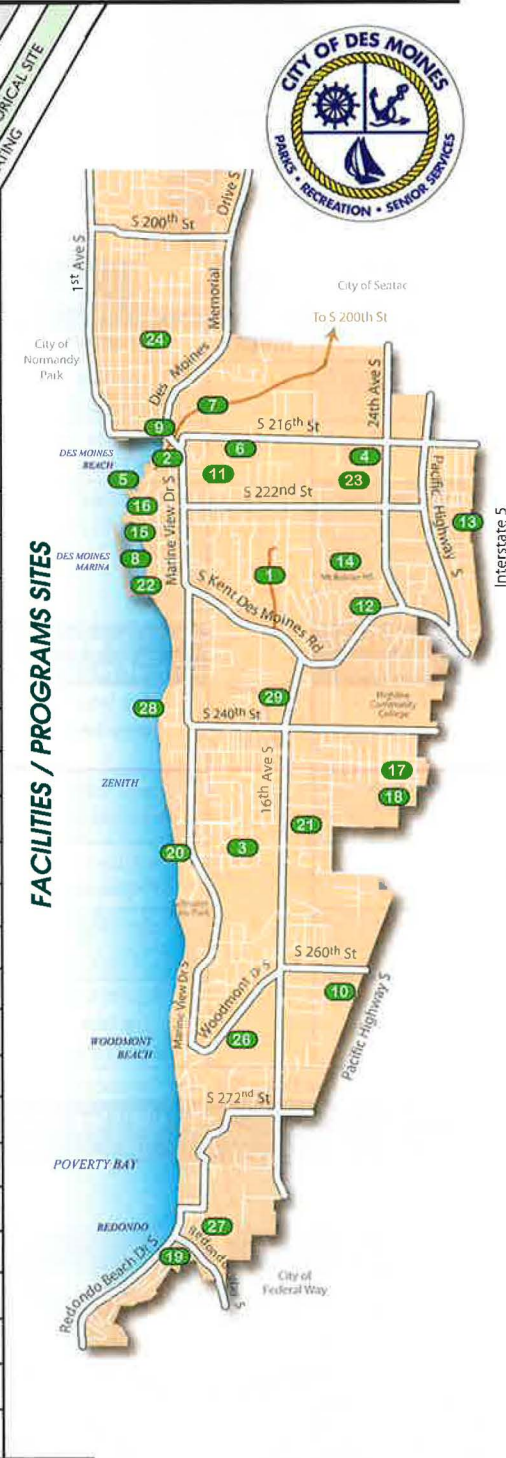 ORICAL SITE
ATING
CITY OF DES MOINES
PARKS • RECREATION • SENIOR SERVICES
FACILITIES / PROGRAMS SITES
S 200th St
Drive S
1st Ave S
Memorial
City of Seatac
To S 200th St
24
City of
Normandy
Park
Des Moines
24th Ave S
7
9
S 216th St
DES MOINES
BEACH
2
6
4
5
11
23
Pacific Highway S
16
Marine View Dr S
S 222nd St
13
Interstate 5
15
DES MOINES
MARINA
8
14
1
22
S Kent Des Moines Rd
12
28
29
S 240th St
Highline
Community
College
ZENITH
16th Ave S
17
18
21
20
3
S 260th St
Marine View Dr S
Woodmont Dr S
10
Pacific Highway S
WOODMONT
BEACH
26
S 272nd St
POVERTY BAY
REDONDO
27
Redondo
S
19
Redondo Beach Dr S
City of
Federal Way